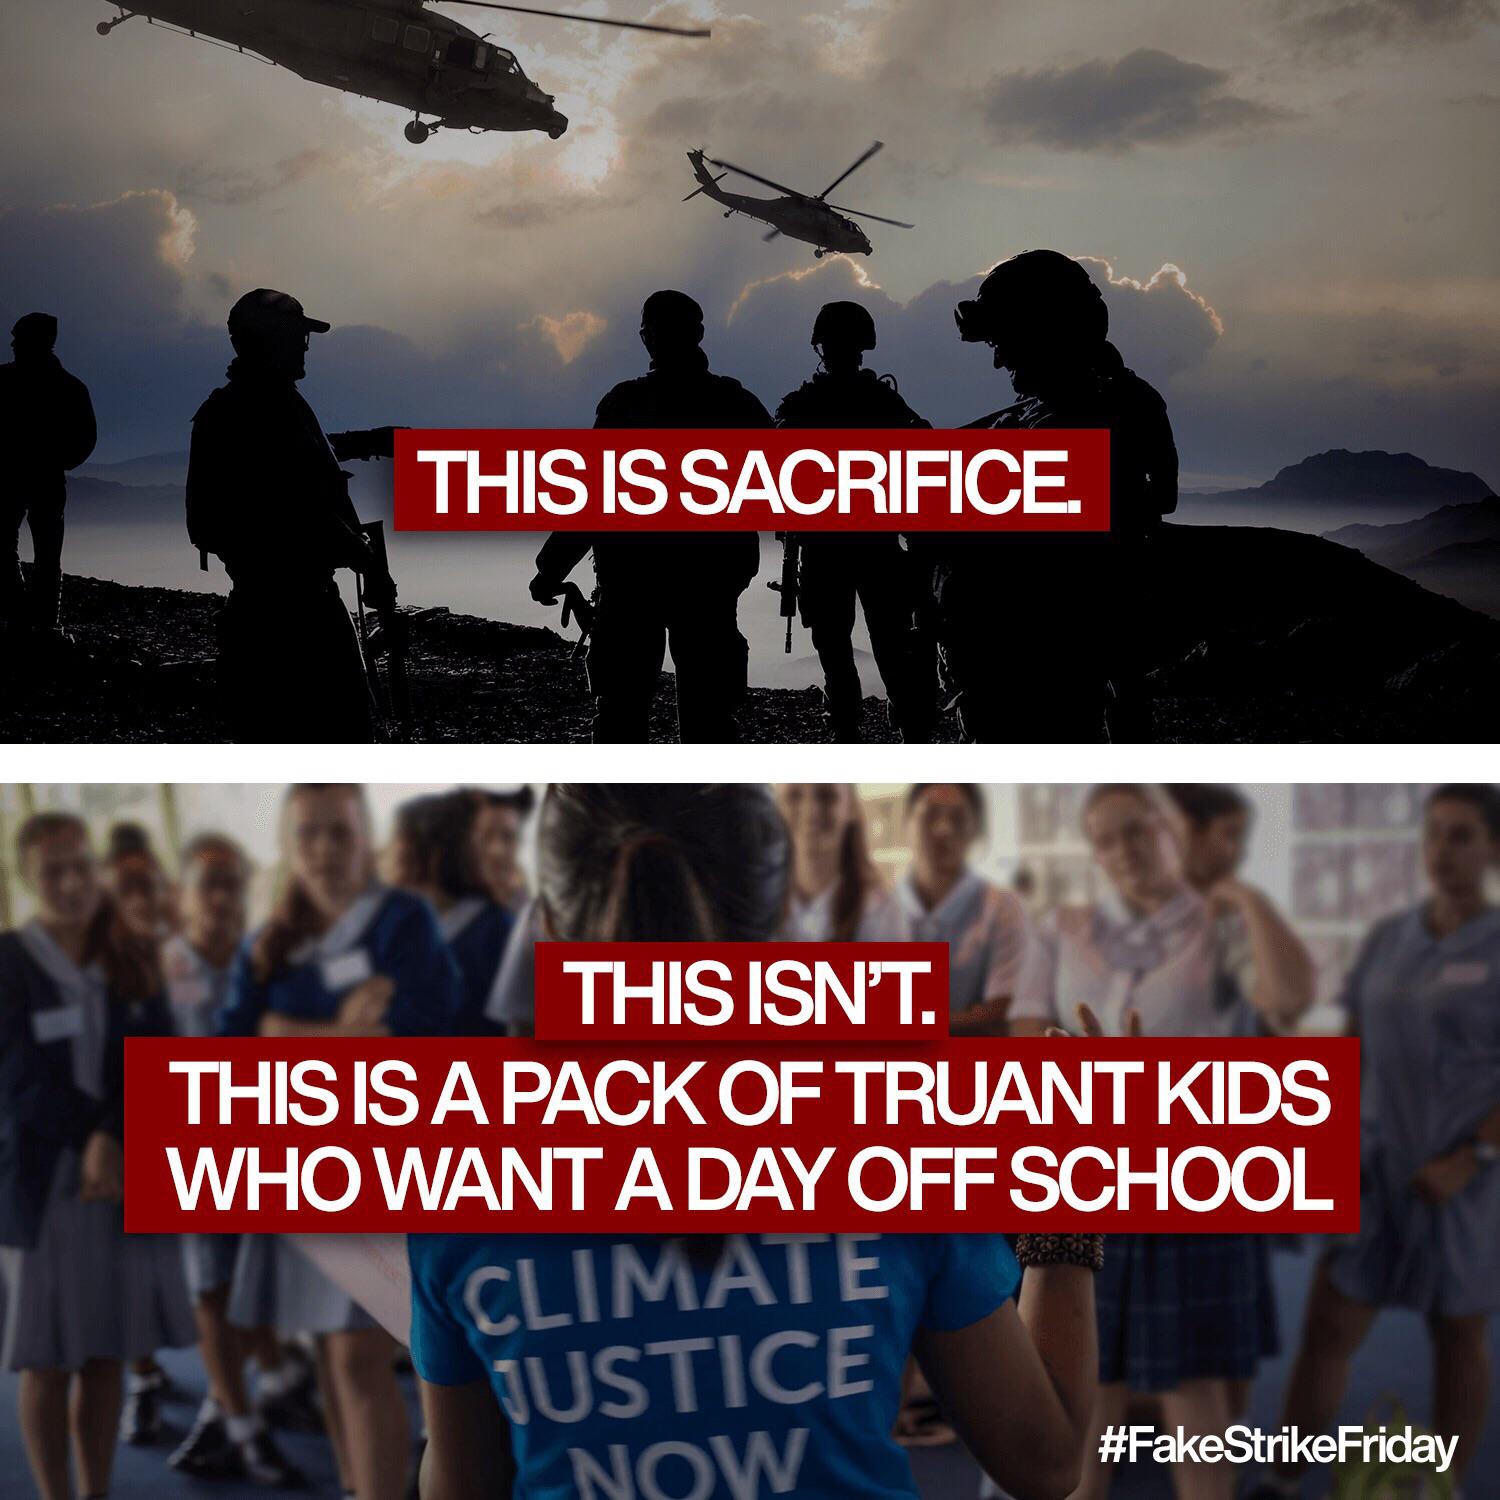 THIS IS SACRIFICE.
THIS ISN'T.
THIS IS A PACK OF TRUANT KIDS
WHO WANT A DAY OFF SCHOOL
CLIMATE
JUSTICE
NOW
#FakeStrikeFriday